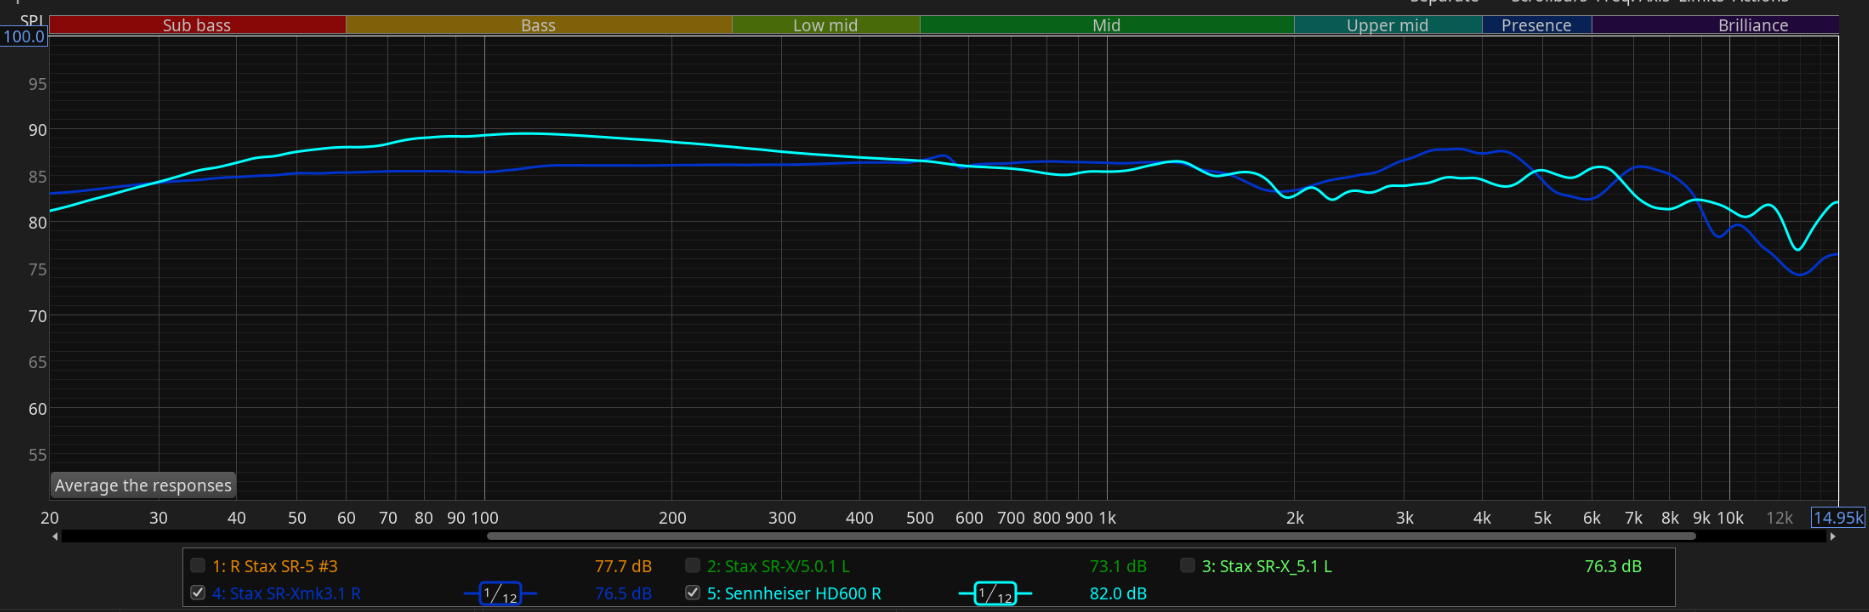 SPL
Sub bass Bass Low mid Mid Upper mid Presence Brilliance
100.0
95
90
85
80
75
70
65
60
55
Average the responses
20 30 40 50 60 70 80 90 100 200 300 400 500 600 700 800 900 1k 2k 3k 4k 5k 6k 7k 8k 9k 10k 12k 14.95k
1: R Stax SR-5 #3 77.7 dB 2: Stax SR-X/5.0.1 L 73.1 dB 3: Stax SR-X_5.1 L 76.3 dB
4: Stax SR-Xmk3.1 R 1/12 76.5 dB 5: Sennheiser HD600 R 1/12 82.0 dB